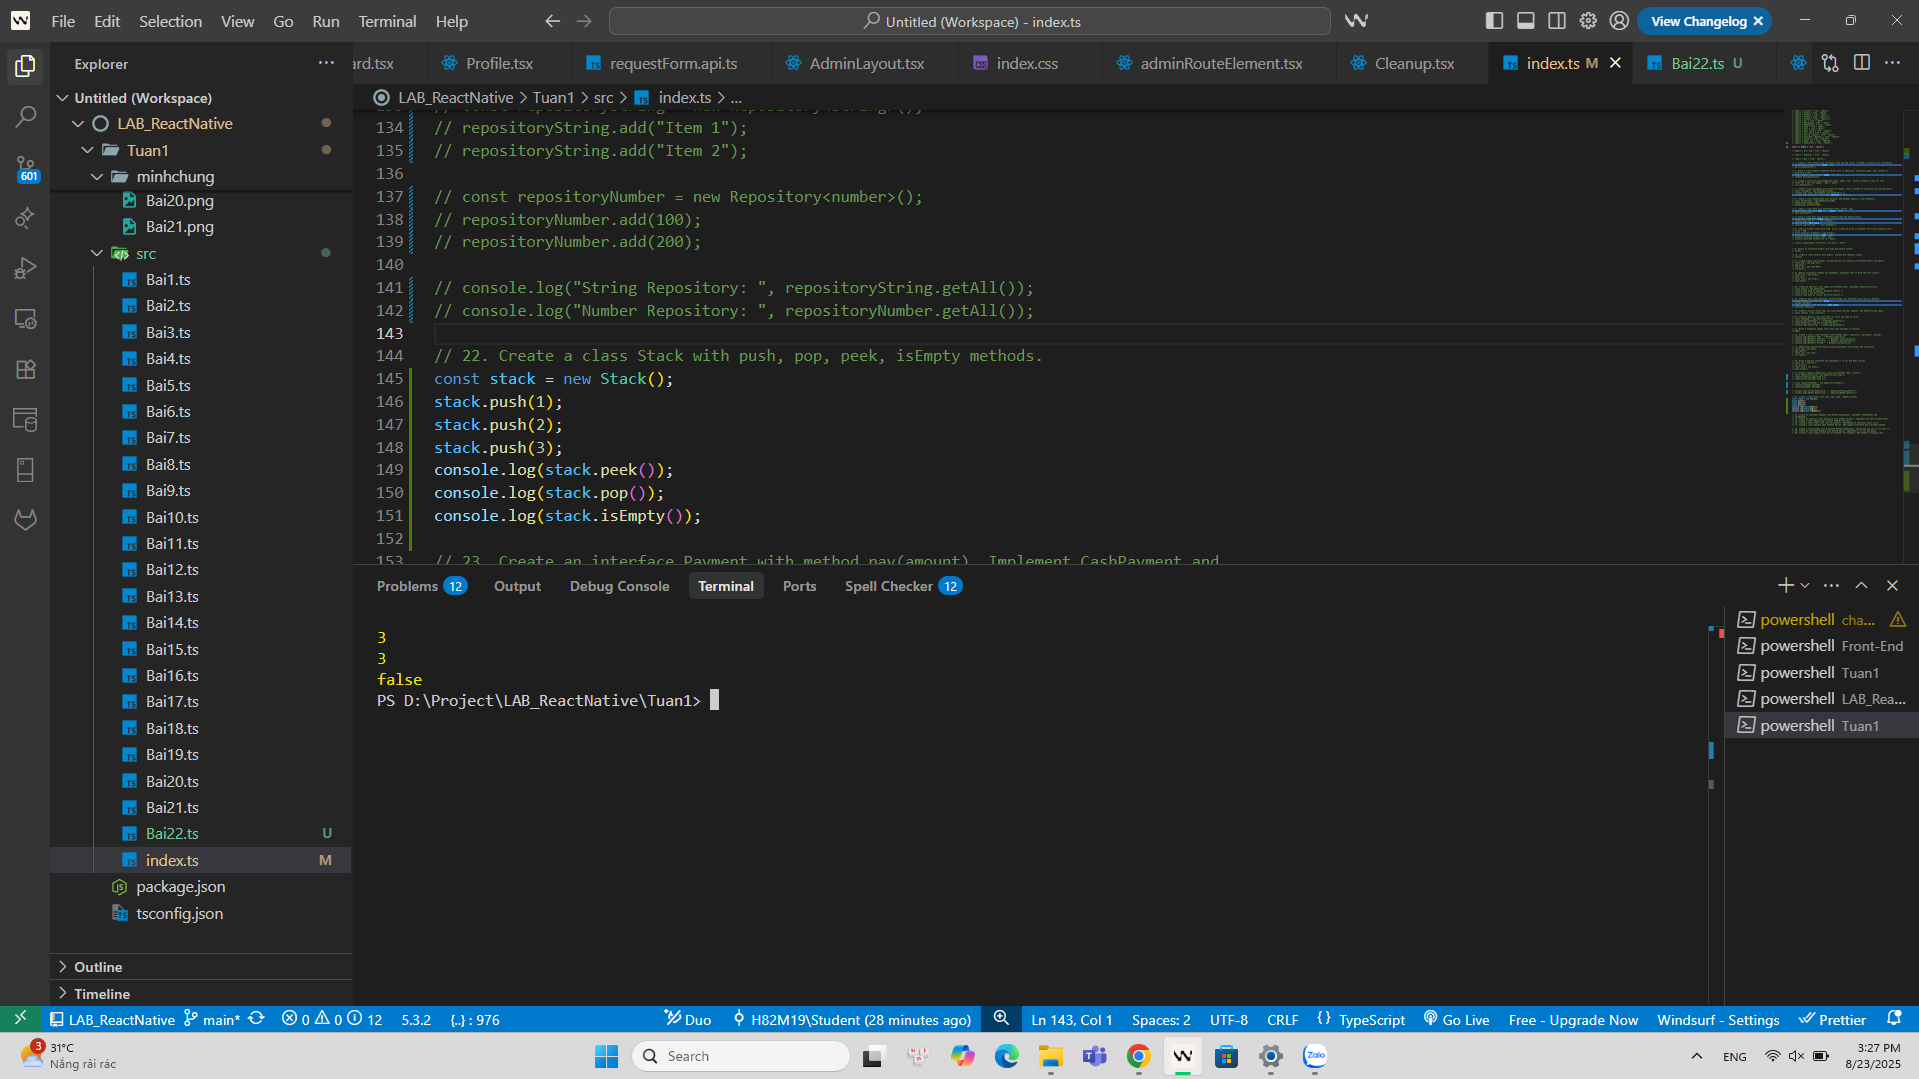 File Edit Selection View Go Run Terminal Help
Untitled (Workspace) - index.ts
View Changelog
Explorer
ard.tsx
Profile.tsx
requestForm.api.ts
AdminLayout.tsx
index.css
adminRouteElement.tsx
Cleanup.tsx
index.ts M
Bai22.ts U
LAB_ReactNative > Tuan1 > src > index.ts > ...
Untitled (Workspace)
LAB_ReactNative
Tuan1
minhchung
Bai20.png
Bai21.png
src
Bai1.ts
Bai2.ts
Bai3.ts
Bai4.ts
Bai5.ts
Bai6.ts
Bai7.ts
Bai8.ts
Bai9.ts
Bai10.ts
Bai11.ts
Bai12.ts
Bai13.ts
Bai14.ts
Bai15.ts
Bai16.ts
Bai17.ts
Bai18.ts
Bai19.ts
Bai20.ts
Bai21.ts
Bai22.ts U
index.ts M
package.json
tsconfig.json
Outline
Timeline
601
134 // repositoryString.add("Item 1");
135 // repositoryString.add("Item 2");
136
137 // const repositoryNumber = new Repository<number>();
138 // repositoryNumber.add(100);
139 // repositoryNumber.add(200);
140
141 // console.log("String Repository: ", repositoryString.getAll());
142 // console.log("Number Repository: ", repositoryNumber.getAll());
143
144 // 22. Create a class Stack with push, pop, peek, isEmpty methods.
145 const stack = new Stack();
146 stack.push(1);
147 stack.push(2);
148 stack.push(3);
149 console.log(stack.peek());
150 console.log(stack.pop());
151 console.log(stack.isEmpty());
152
153 // 23. Create an interface Payment with method pay(amount). Implement CashPayment and
Problems 12 Output Debug Console Terminal Ports Spell Checker 12
3
3
false
PS D:\Project\LAB_ReactNative\Tuan1>
powershell cha...
powershell Front-End
powershell Tuan1
powershell LAB_Rea...
powershell Tuan1
LAB_ReactNative main* 0 0 12 5.3.2 {..} : 976 Duo H82M19\Student (28 minutes ago) Ln 143, Col 1 Spaces: 2 UTF-8 CRLF {} TypeScript Go Live Free - Upgrade Now Windsurf - Settings Prettier
3
31°C
Nắng rải rác
Search
Zalo
ENG
3:27 PM
8/23/2025